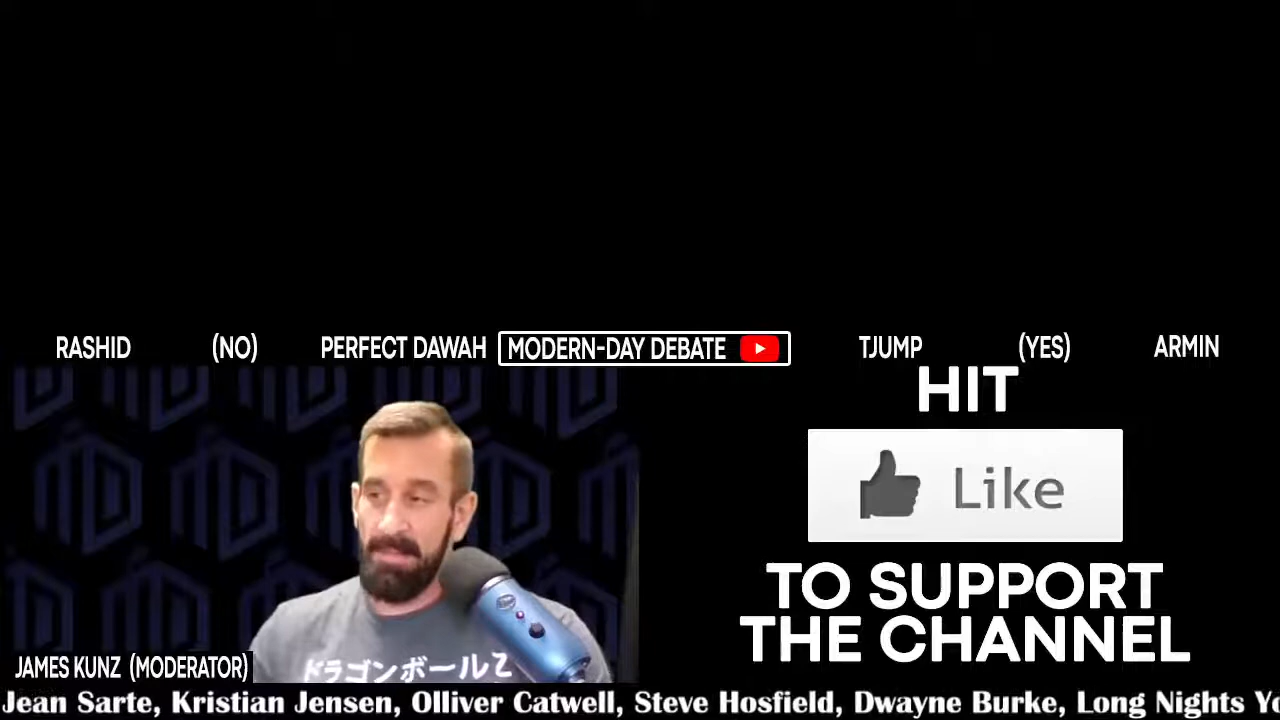 RASHID (NO) PERFECT DAWAH MODERN-DAY DEBATE TJUMP (YES) ARMIN
HIT
Like
TO SUPPORT
THE CHANNEL
ドラゴンボールZ
JAMES KUNZ (MODERATOR)
Jean Sarte, Kristian Jensen, Olliver Catwell, Steve Hosfield, Dwayne Burke, Long Nights